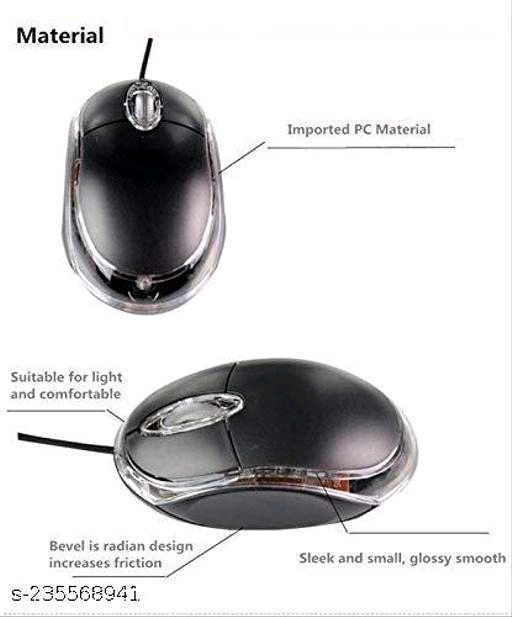 Material
Imported PC Material
Suitable for light
and comfortable
Bevel is radian design
increases friction
Sleek and small, glossy smooth
s-235568941